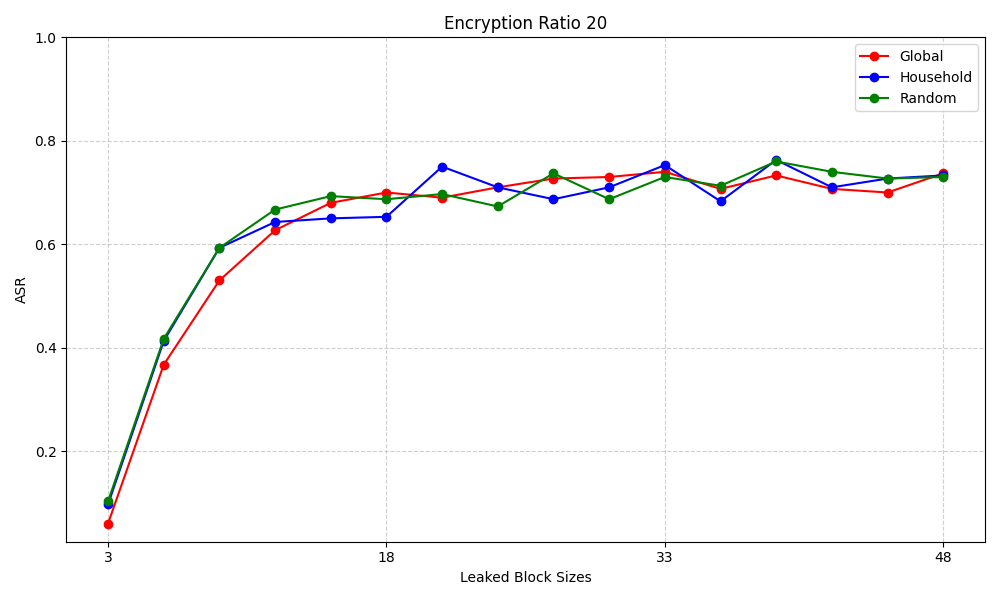 Encryption Ratio 20
1.0
0.8
0.6
0.4
0.2
ASR
Global
Household
Random
3 18 33 48
Leaked Block Sizes